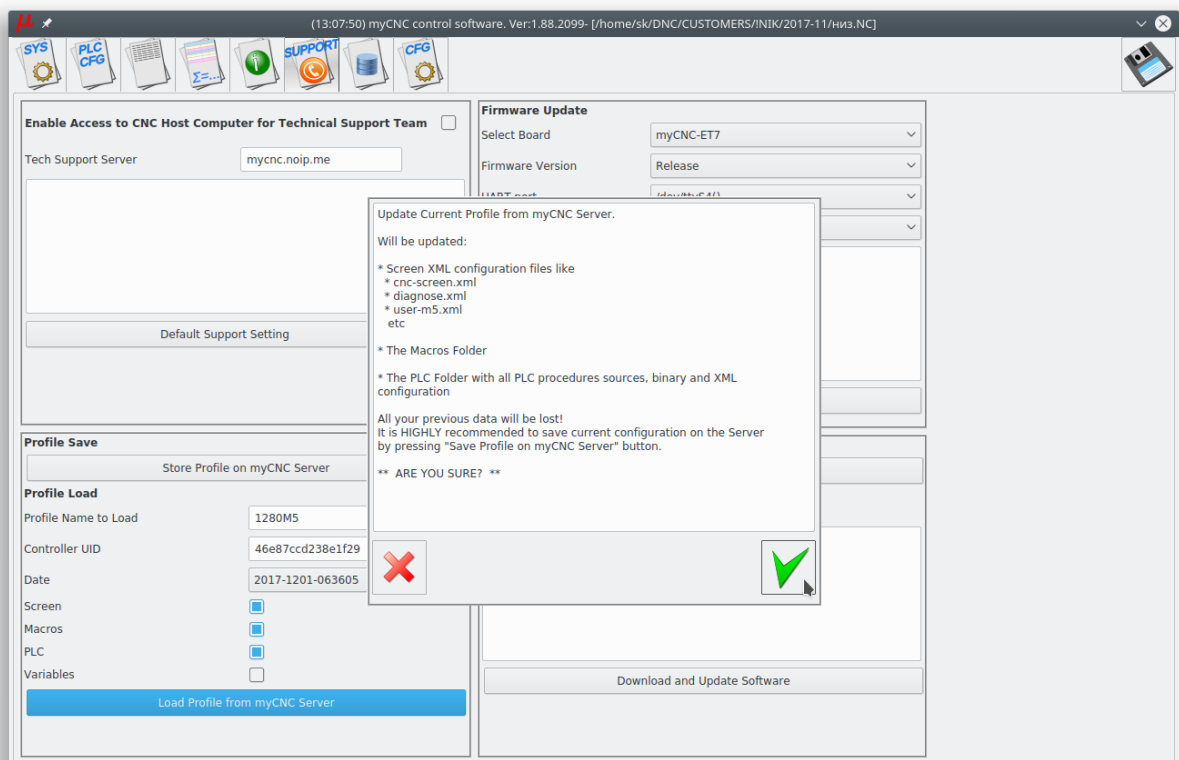 μ
(13:07:50) myCNC control software. Ver:1.88.2099- [/home/sk/DNC/CUSTOMERS/!NIK/2017-11/низ.NC]
SYS
PLC CFG
Σ=...
SUPPORT
CFG
Enable Access to CNC Host Computer for Technical Support Team
Tech Support Server
mycnc.noip.me
Default Support Setting
Firmware Update
Select Board
myCNC-ET7
Firmware Version
Release
UART port
/dev/ttyS4()
Update Current Profile from myCNC Server.
Will be updated:
* Screen XML configuration files like
* cnc-screen.xml
* diagnose.xml
* user-m5.xml
etc
* The Macros Folder
* The PLC Folder with all PLC procedures sources, binary and XML
configuration
All your previous data will be lost!
It is HIGHLY recommended to save current configuration on the Server
by pressing "Save Profile on myCNC Server" button.
** ARE YOU SURE? **
Profile Save
Store Profile on myCNC Server
Profile Load
Profile Name to Load
1280M5
Controller UID
46e87ccd238e1f29
Date
2017-1201-063605
Screen
Macros
PLC
Variables
Load Profile from myCNC Server
Download and Update Software